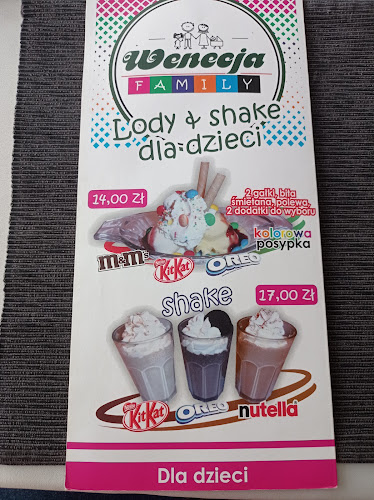 Wenecja
FAMILY
Lody & shake
dla dzieci
14,00 Zł
2 gałki, bita
śmietana, polewa,
2 dodatki do wyboru
m&m's
KitKat
OREO
kolorowa
posypka
shake
17,00 Zł
KitKat
OREO
nutella
Dla dzieci